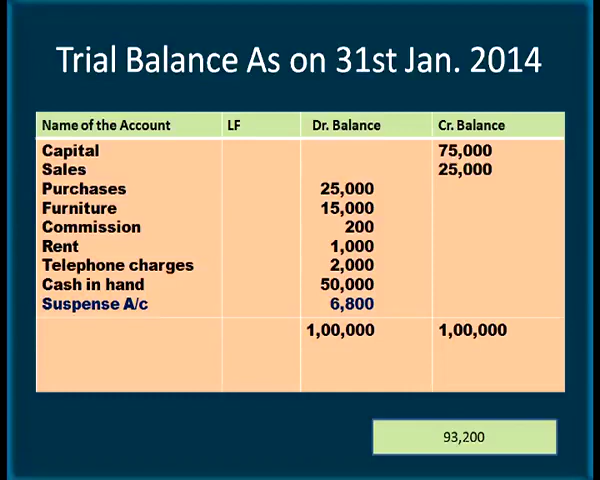 Trial Balance As on 31st Jan. 2014
Name of the Account LF Dr. Balance Cr. Balance
Capital 75,000
Sales 25,000
Purchases 25,000
Furniture 15,000
Commission 200
Rent 1,000
Telephone charges 2,000
Cash in hand 50,000
Suspense A/c 6,800
1,00,000 1,00,000
93,200